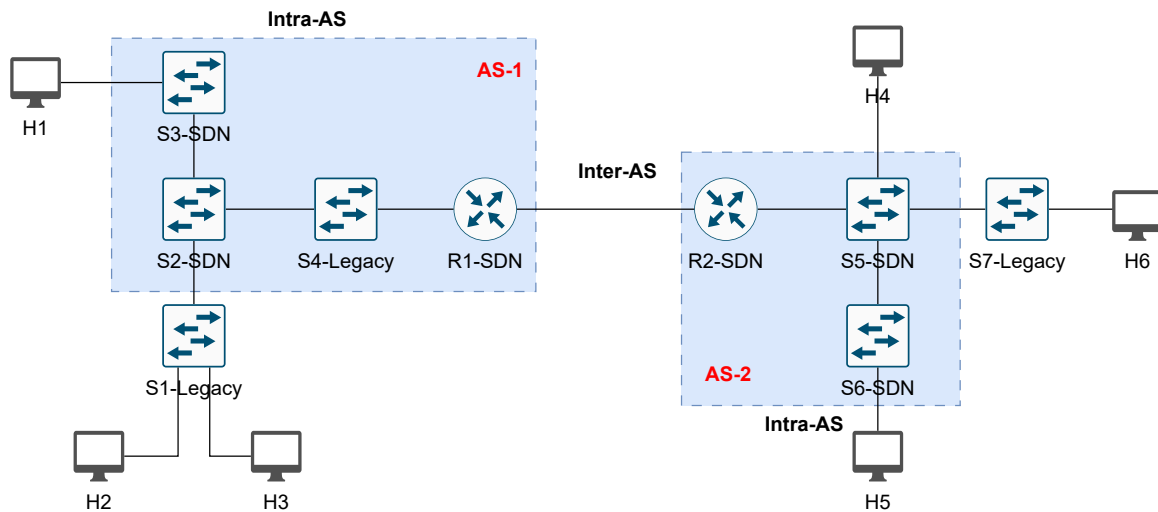 Intra-AS
AS-1
H1
S3-SDN
H4
Inter-AS
S2-SDN
S4-Legacy
R1-SDN
R2-SDN
S5-SDN
S7-Legacy
H6
S1-Legacy
AS-2
S6-SDN
Intra-AS
H2
H3
H5